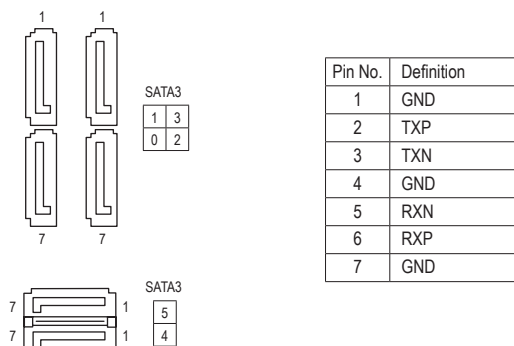 1 1
SATA3
1 3
0 2
7 7
SATA3
7 1 5
7 1 4
Pin No. Definition
1 GND
2 TXP
3 TXN
4 GND
5 RXN
6 RXP
7 GND